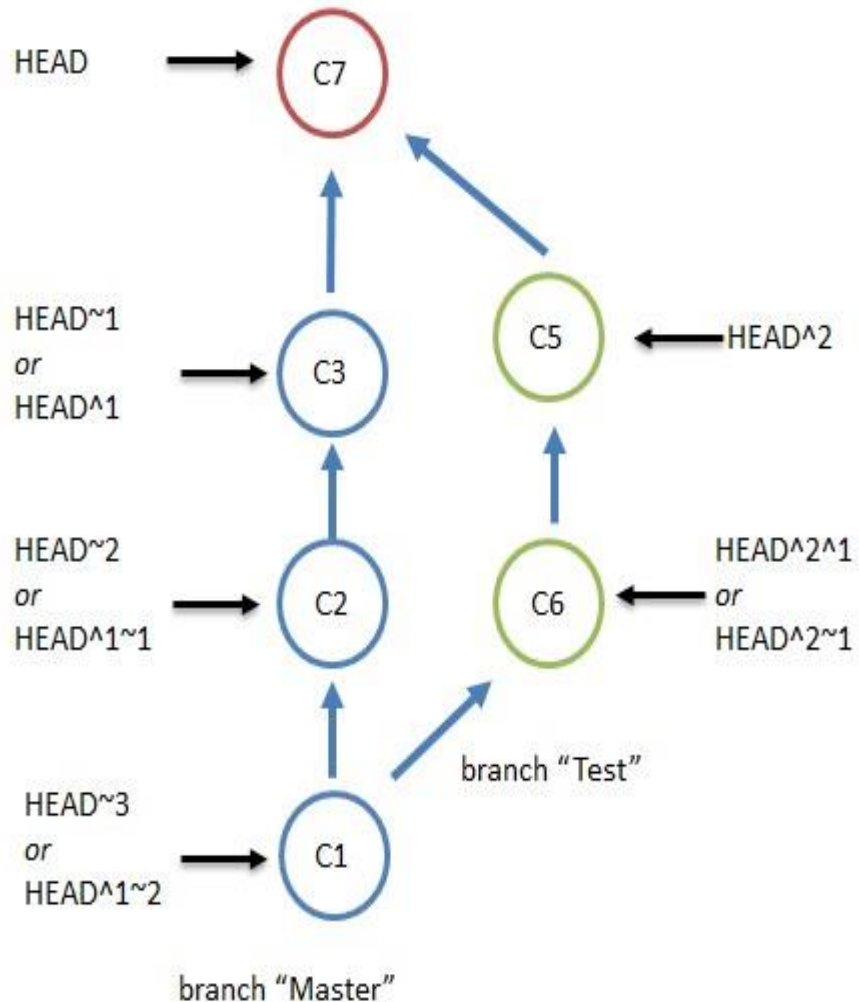 HEAD
C7
HEAD~1
or
HEAD^1
C3
C5
HEAD^2
HEAD~2
or
HEAD^1~1
C2
C6
HEAD^2^1
or
HEAD^2~1
branch “Test”
HEAD~3
or
HEAD^1~2
C1
branch “Master”